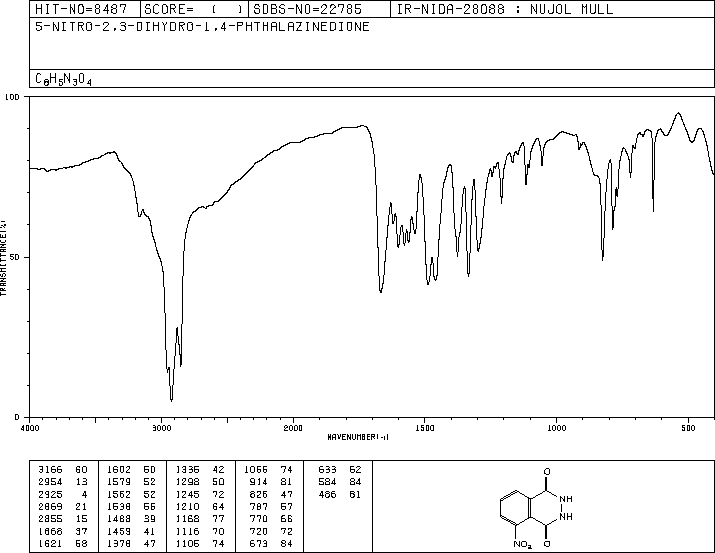 HIT-NO=8487 SCORE= ( ) SDBS-NO=22785 IR-NIDA-28088 : NUJOL MULL
5-NITRO-2,3-DIHYDRO-1,4-PHTHALAZINEDIONE
C8H5N3O4
100
50
0
TRANSMITTANCE(%)
4000 3000 2000 1500 1000 500
WAVENUMBER(-1)
3166 60 1602 50 1336 42 1066 74 633 62
2954 13 1579 52 1298 50 914 81 584 84
2925 4 1562 52 1245 72 826 47 486 81
2869 21 1538 55 1210 64 787 57
2855 15 1488 39 1168 77 770 66
1668 37 1459 41 1116 70 720 72
1621 58 1378 47 1105 74 673 84
O
NH
NH
NO2 O